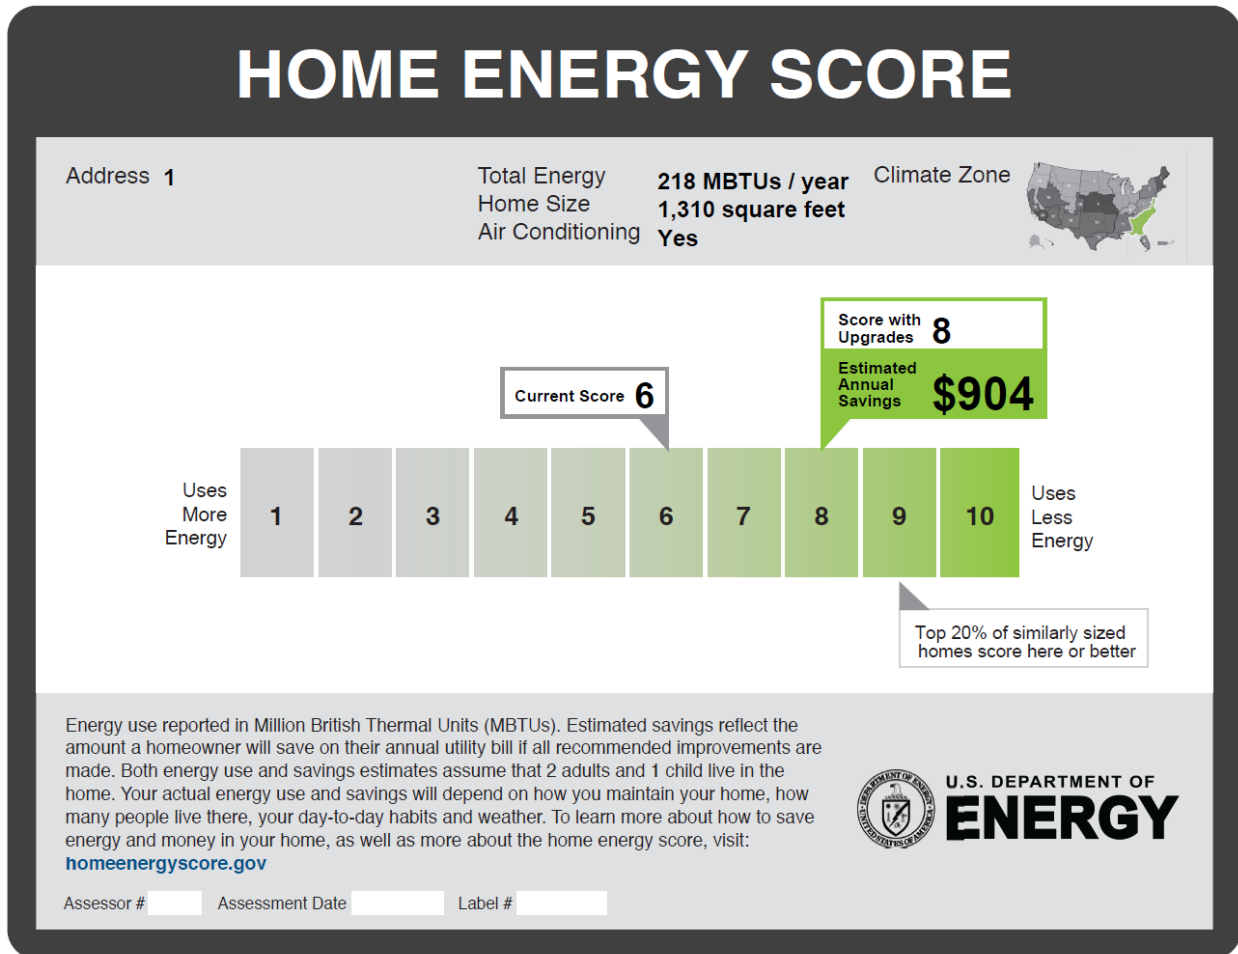 HOME ENERGY SCORE
Address 1
Total Energy 218 MBTUs / year
Home Size 1,310 square feet
Air Conditioning Yes
Climate Zone
Score with
Upgrades 8
Estimated
Annual
Savings $904
Current Score 6
Uses
More
Energy
1 2 3 4 5 6 7 8 9 10
Uses
Less
Energy
Top 20% of similarly sized
homes score here or better
Energy use reported in Million British Thermal Units (MBTUs). Estimated savings reflect the
amount a homeowner will save on their annual utility bill if all recommended improvements are
made. Both energy use and savings estimates assume that 2 adults and 1 child live in the
home. Your actual energy use and savings will depend on how you maintain your home, how
many people live there, your day-to-day habits and weather. To learn more about how to save
energy and money in your home, as well as more about the home energy score, visit:
homeenergyscore.gov
DEPARTMENT OF ENERGY
UNITED STATES OF AMERICA
U.S. DEPARTMENT OF
ENERGY
Assessor #
Assessment Date
Label #